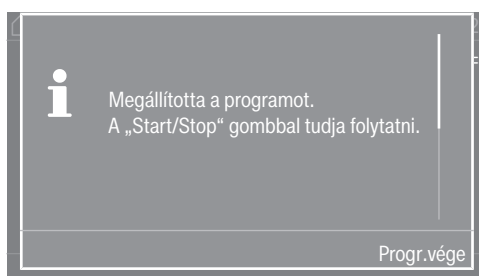 Megállította a programot.
A „Start/Stop“ gombbal tudja folytatni.
Progr.vége